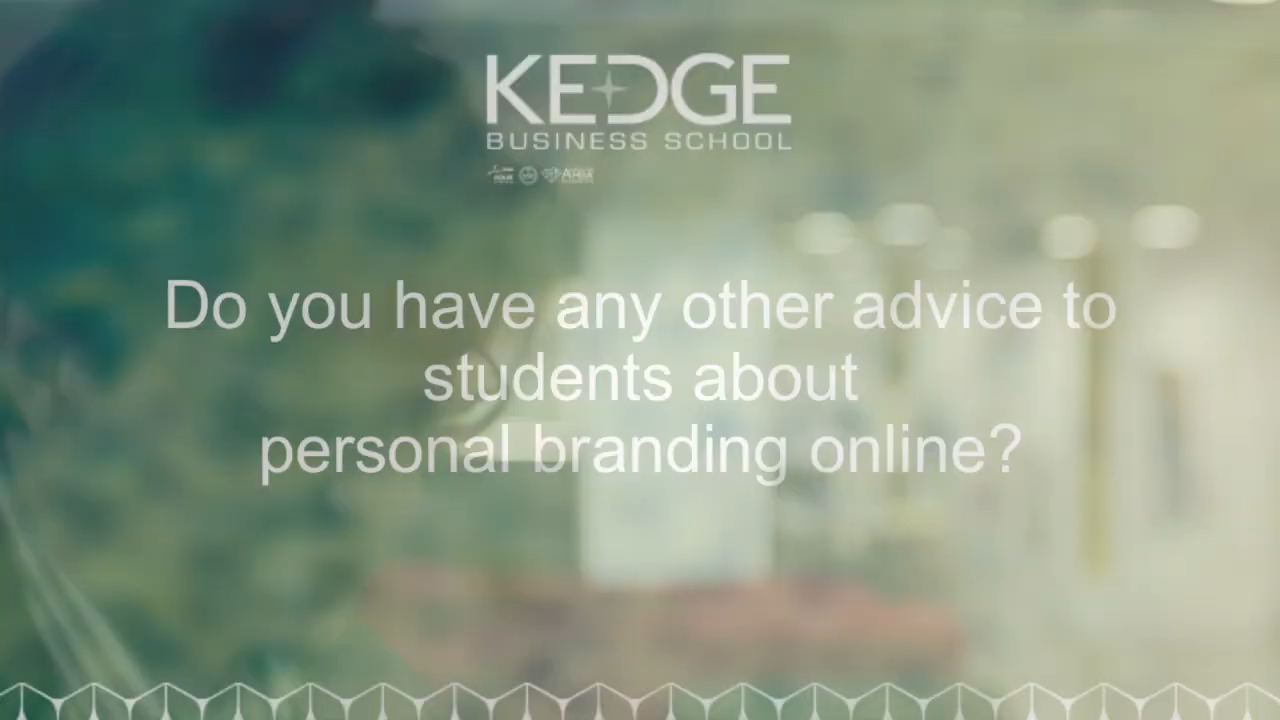 KEDGE
BUSINESS SCHOOL
Do you have any other advice to
students about
personal branding online?